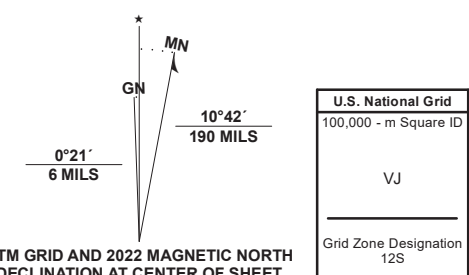 ★
MN
GN
10°42´
190 MILS
0°21´
6 MILS
TM GRID AND 2022 MAGNETIC NORTH
DECLINATION AT CENTER OF SHEET
U.S. National Grid
100,000 - m Square ID
VJ
Grid Zone Designation
12S